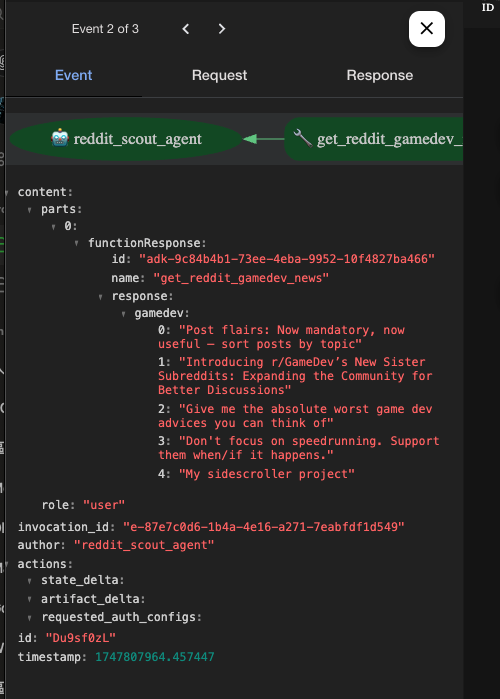 ID
Event 2 of 3
Event Request Response
reddit_scout_agent get_reddit_gamedev_
content:
parts:
0:
functionResponse:
id: "adk-9c84b4b1-73ee-4eba-9952-10f4827ba466"
name: "get_reddit_gamedev_news"
response:
gamedev:
0: "Post flairs: Now mandatory, now
useful — sort posts by topic"
1: "Introducing r/GameDev’s New Sister
Subreddits: Expanding the Community for
Better Discussions"
2: "Give me the absolute worst game dev
advices you can think of"
3: "Don't focus on speedrunning. Support
them when/if it happens."
4: "My sidescroller project"
role: "user"
invocation_id: "e-87e7c0d6-1b4a-4e16-a271-7eabfdf1d549"
author: "reddit_scout_agent"
actions:
state_delta:
artifact_delta:
requested_auth_configs:
id: "Du9sf0zL"
timestamp: 1747807964.457447